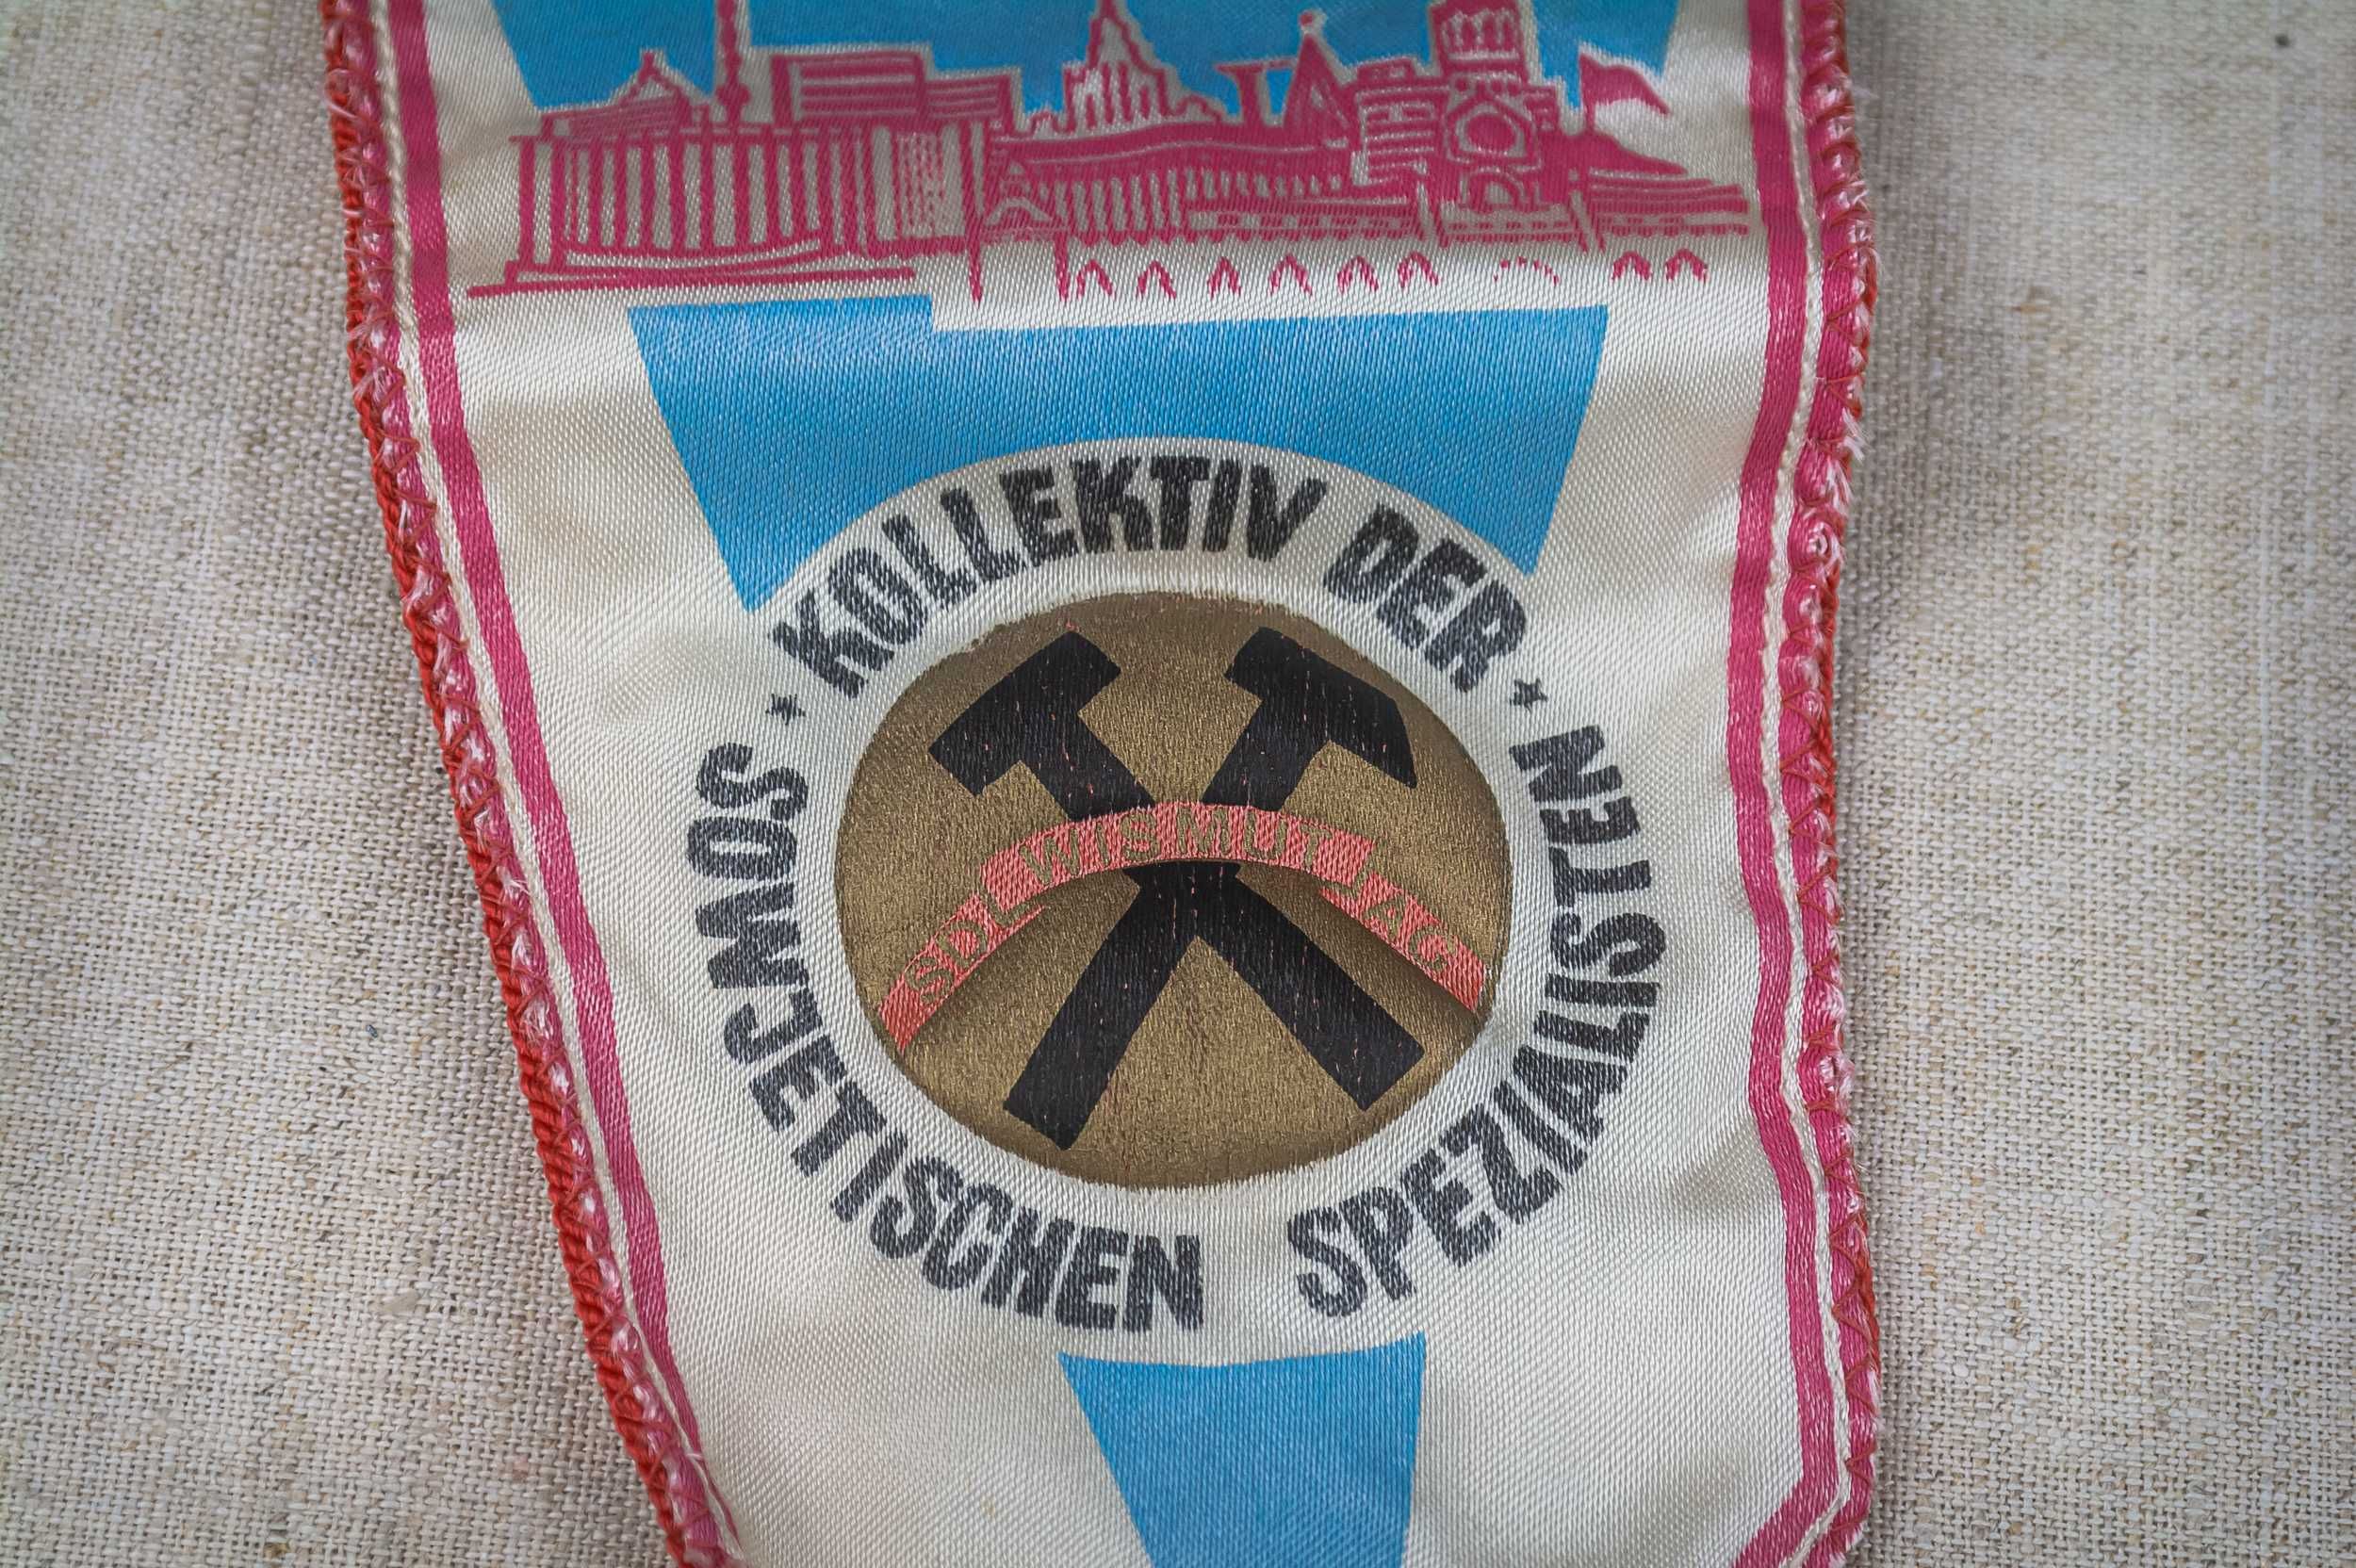 KOLLEKTIV DER
SOWJETISCHEN SPEZIALISTEN
SDL WISMUT AG